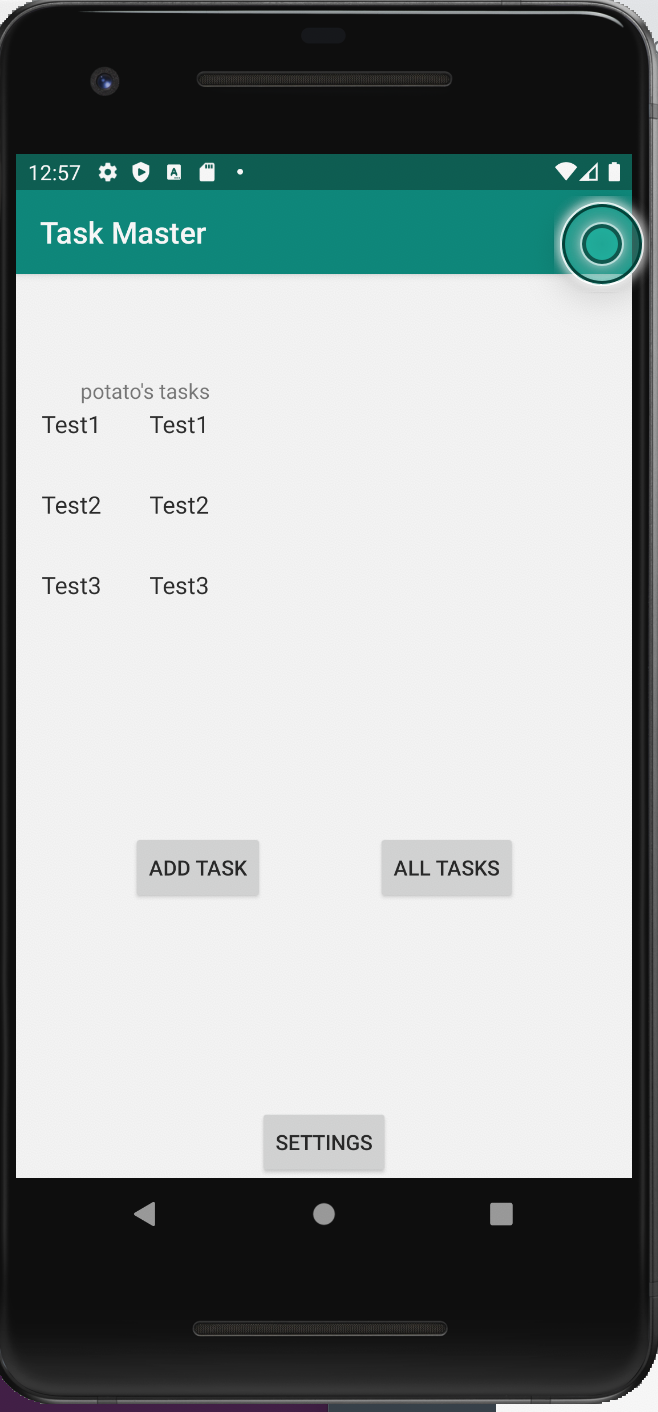 12:57
Task Master
potato's tasks
Test1 Test1
Test2 Test2
Test3 Test3
ADD TASK ALL TASKS
SETTINGS